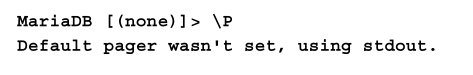 MariaDB [(none)]> \P
Default pager wasn't set, using stdout.